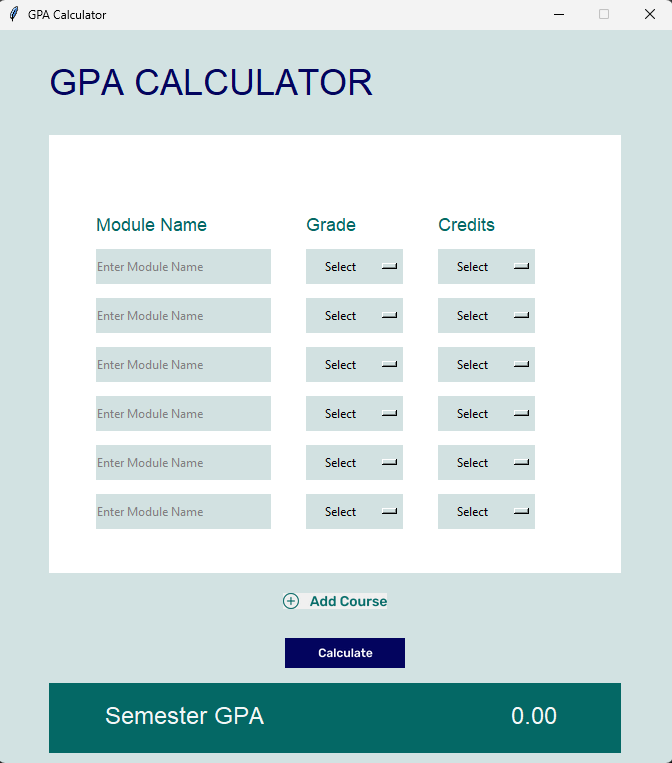 GPA Calculator
GPA CALCULATOR
Module Name Grade Credits
Enter Module Name Select Select
Enter Module Name Select Select
Enter Module Name Select Select
Enter Module Name Select Select
Enter Module Name Select Select
Enter Module Name Select Select
Add Course
Calculate
Semester GPA 0.00